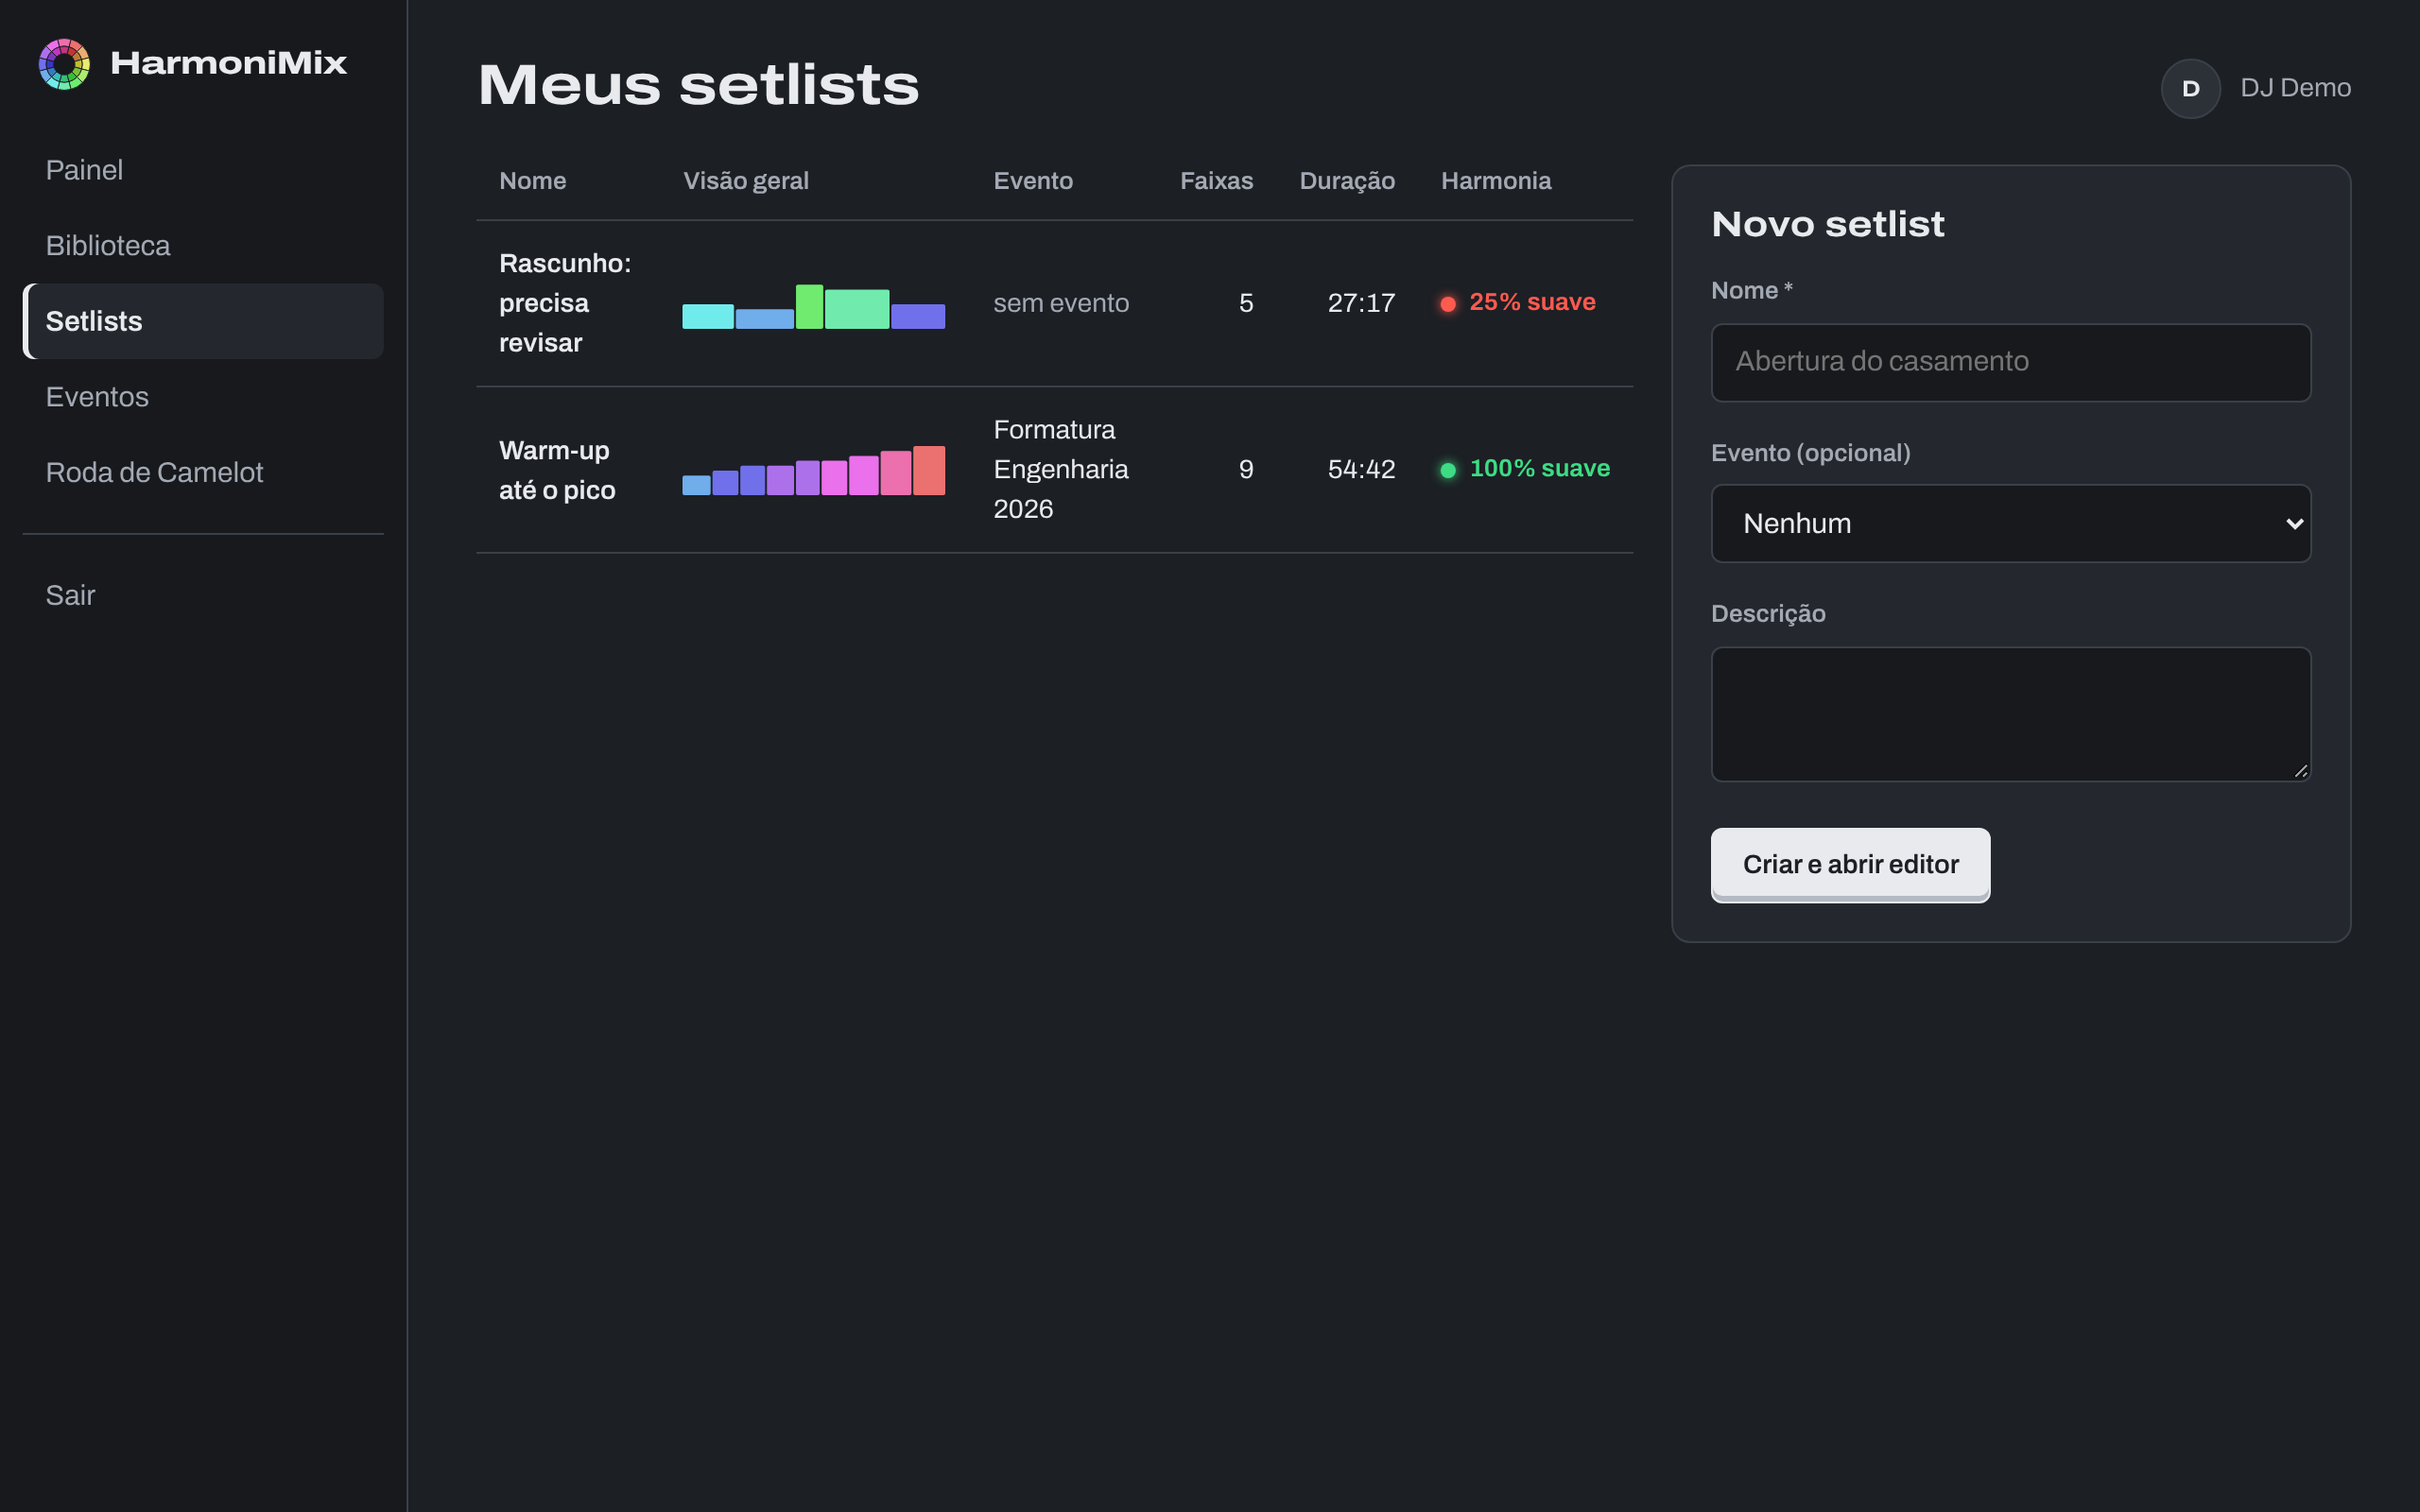 HarmoniMix
Painel
Biblioteca
Setlists
Eventos
Roda de Camelot
Sair
Meus setlists
D
DJ Demo
Nome
Visão geral
Evento
Faixas
Duração
Harmonia
Rascunho:
precisa
revisar
sem evento
5
27:17
25% suave
Warm-up
até o pico
Formatura
Engenharia
2026
9
54:42
100% suave
Novo setlist
Nome *
Abertura do casamento
Evento (opcional)
Nenhum
Descrição
Criar e abrir editor